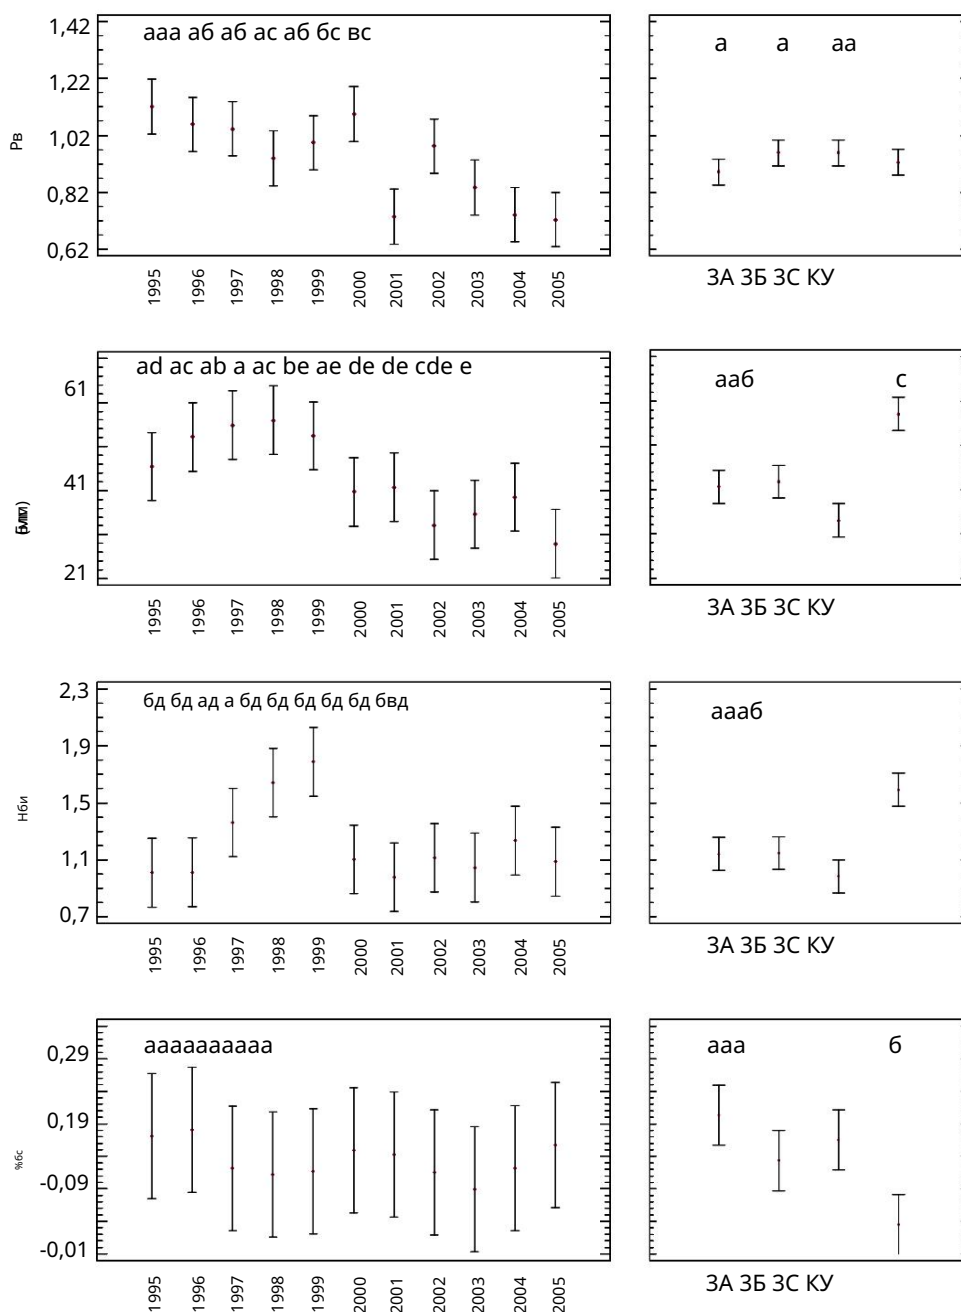 1,42
1,22
1,02
0,82
0,62
Рв
ааа аб аб ас аб бс вс
1995 1996 1997 1998 1999 2000 2001 2002 2003 2004 2005
а а аа
ЗА ЗБ ЗС КУ
61
41
21
ad ac ab a ac be ae de de cde e
1995 1996 1997 1998 1999 2000 2001 2002 2003 2004 2005
ааб с
ЗА ЗБ ЗС КУ
2,3
1,9
1,5
1,1
0,7
Нби
бд бд ад а бд бд бд бд бд бвд
1995 1996 1997 1998 1999 2000 2001 2002 2003 2004 2005
аааб
ЗА ЗБ ЗС КУ
0,29
0,19
-0,09
-0,01
%бс
аааааааааа
1995 1996 1997 1998 1999 2000 2001 2002 2003 2004 2005
ааа б
ЗА ЗБ ЗС КУ